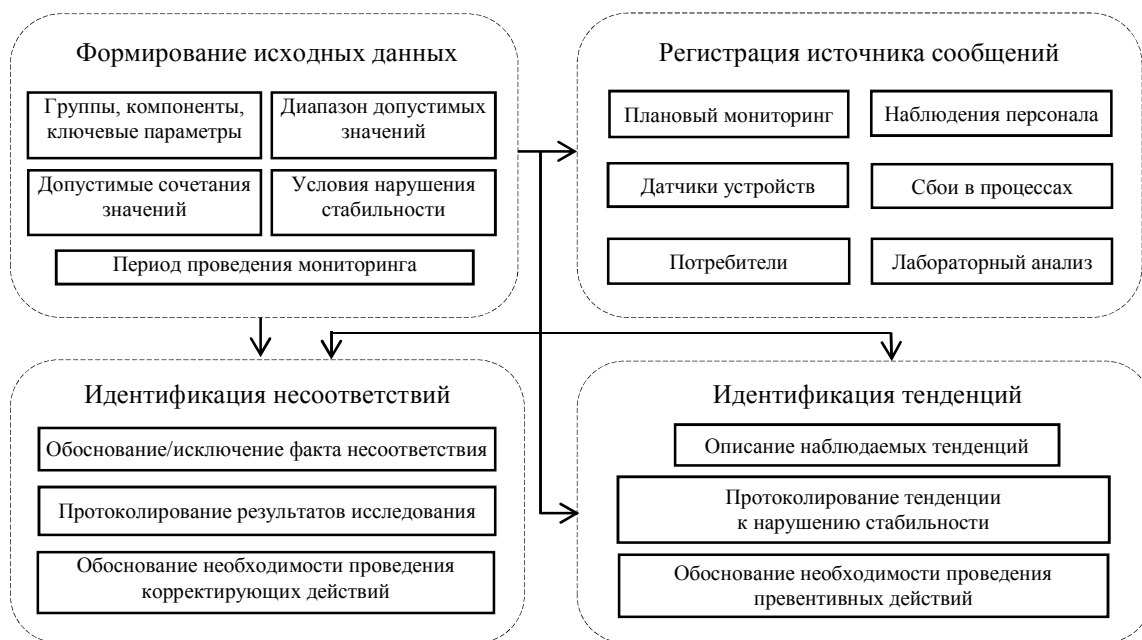 Формирование исходных данных
Группы, компоненты,
ключевые параметры
Диапазон допустимых
значений
Допустимые сочетания
значений
Условия нарушения
стабильности
Период проведения мониторинга
Регистрация источника сообщений
Плановый мониторинг
Наблюдения персонала
Датчики устройств
Сбои в процессах
Потребители
Лабораторный анализ
Идентификация несоответствий
Обоснование/исключение факта несоответствия
Протоколирование результатов исследования
Обоснование необходимости проведения
корректирующих действий
Идентификация тенденций
Описание наблюдаемых тенденций
Протоколирование тенденции
к нарушению стабильности
Обоснование необходимости проведения
превентивных действий